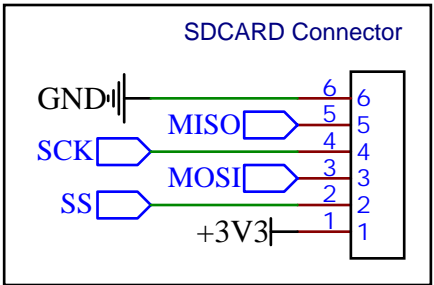 SDCARD Connector
GND 6 6
MISO 5 5
SCK 4 4
MOSI 3 3
SS 2 2
+3V3 1 1